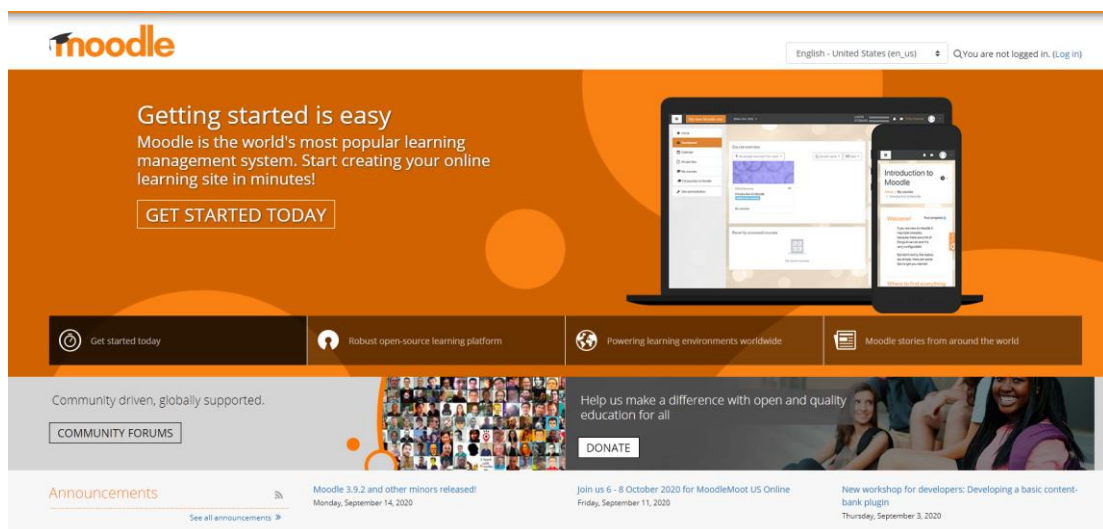 moodle
English - United States (en_us)
You are not logged in. (Log in)
Getting started is easy
Moodle is the world's most popular learning
management system. Start creating your online
learning site in minutes!
GET STARTED TODAY
Introduction to
Moodle
Welcome!
Get started today
Robust open-source learning platform
Powering learning environments worldwide
Moodle stories from around the world
Community driven, globally supported.
COMMUNITY FORUMS
Help us make a difference with open and quality
education for all
DONATE
Announcements
See all announcements
Moodle 3.9.2 and other minors released!
Monday, September 14, 2020
Join us 6 - 8 October 2020 for MoodleMoot US Online
Friday, September 11, 2020
New workshop for developers: Developing a basic content-
bank plugin
Thursday, September 3, 2020